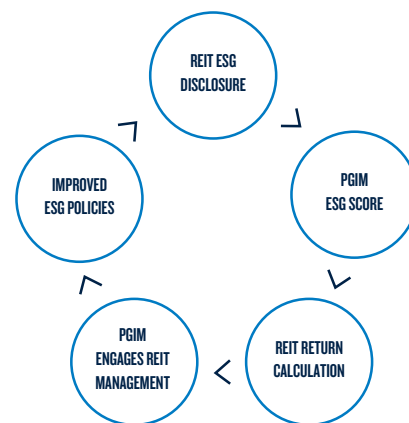 REIT ESG
DISCLOSURE
PGIM
ESG SCORE
REIT RETURN
CALCULATION
PGIM
ENGAGES REIT
MANAGEMENT
IMPROVED
ESG POLICIES